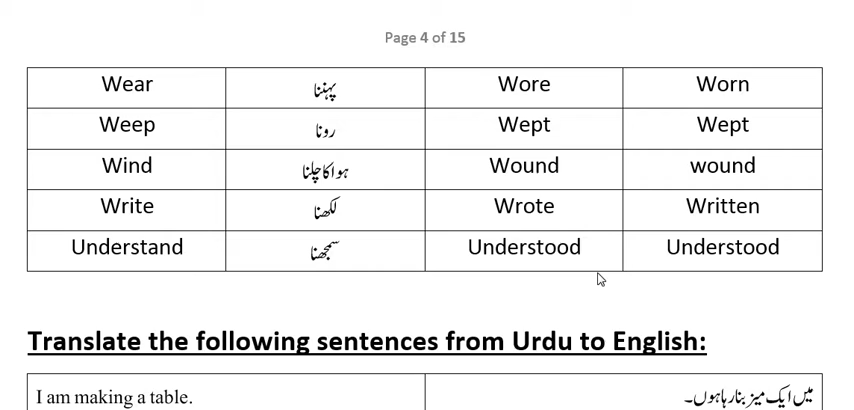 Page 4 of 15
Wear پہننا Wore Worn
Weep رونا Wept Wept
Wind ہوا کا چلنا Wound wound
Write لکھنا Wrote Written
Understand سمجھنا Understood Understood
Translate the following sentences from Urdu to English:
I am making a table. میں ایک میز بنا رہا ہوں۔